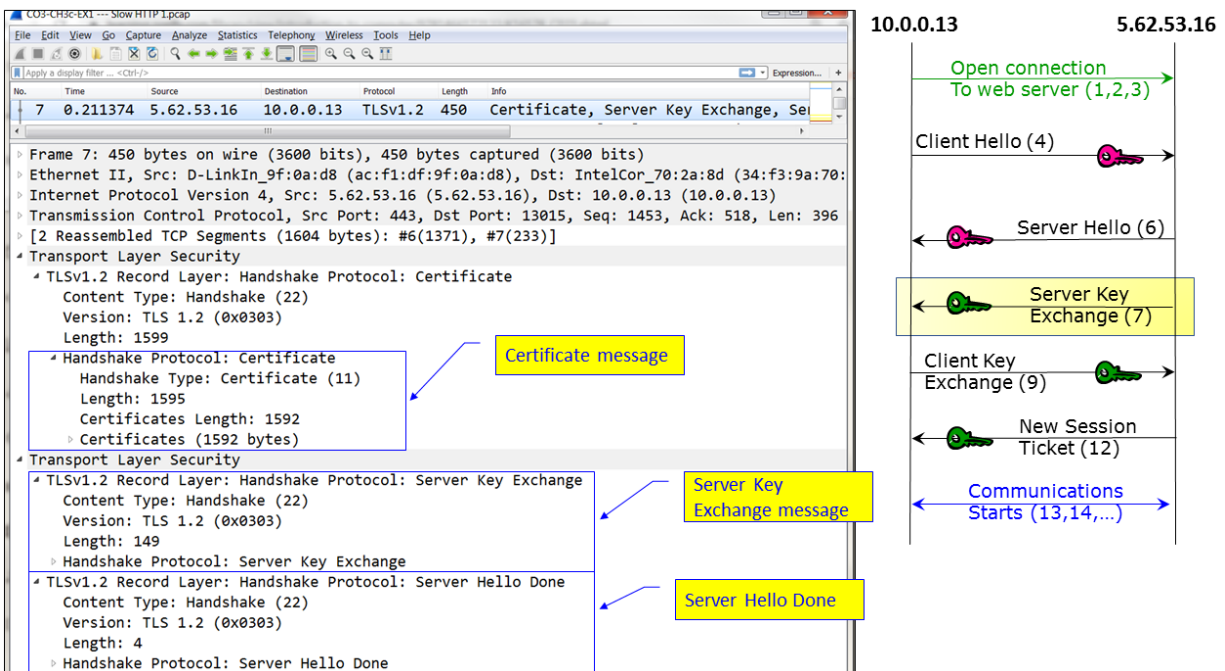 CO3-CH3c-EX1 --- Slow HTTP 1.pcap
File Edit View Go Capture Analyze Statistics Telephony Wireless Tools Help
Apply a display filter ... <Ctrl-/>
Expression... +
No. Time Source Destination Protocol Length Info
7 0.211374 5.62.53.16 10.0.0.13 TLSv1.2 450 Certificate, Server Key Exchange, Ser
Frame 7: 450 bytes on wire (3600 bits), 450 bytes captured (3600 bits)
Ethernet II, Src: D-LinkIn_9f:0a:d8 (ac:f1:df:9f:0a:d8), Dst: IntelCor_70:2a:8d (34:f3:9a:70:
Internet Protocol Version 4, Src: 5.62.53.16 (5.62.53.16), Dst: 10.0.0.13 (10.0.0.13)
Transmission Control Protocol, Src Port: 443, Dst Port: 13015, Seq: 1453, Ack: 518, Len: 396
[2 Reassembled TCP Segments (1604 bytes): #6(1371), #7(233)]
Transport Layer Security
TLSv1.2 Record Layer: Handshake Protocol: Certificate
Content Type: Handshake (22)
Version: TLS 1.2 (0x0303)
Length: 1599
Handshake Protocol: Certificate
Handshake Type: Certificate (11)
Length: 1595
Certificates Length: 1592
Certificates (1592 bytes)
Certificate message
Transport Layer Security
TLSv1.2 Record Layer: Handshake Protocol: Server Key Exchange
Content Type: Handshake (22)
Version: TLS 1.2 (0x0303)
Length: 149
Handshake Protocol: Server Key Exchange
Server Key
Exchange message
TLSv1.2 Record Layer: Handshake Protocol: Server Hello Done
Content Type: Handshake (22)
Version: TLS 1.2 (0x0303)
Length: 4
Handshake Protocol: Server Hello Done
Server Hello Done
10.0.0.13 5.62.53.16
Open connection
To web server (1,2,3)
Client Hello (4)
Server Hello (6)
Server Key
Exchange (7)
Client Key
Exchange (9)
New Session
Ticket (12)
Communications
Starts (13,14,...)